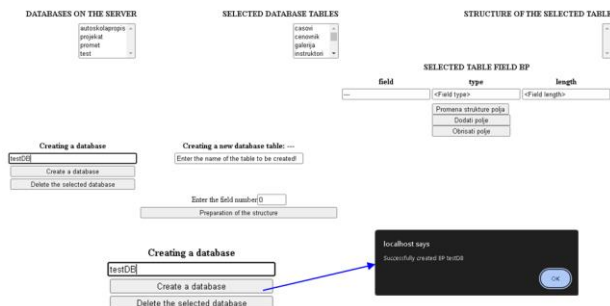 DATABASES ON THE SERVER
SELECTED DATABASE TABLES
STRUCTURE OF THE SELECTED TABLE
autoskolapropis
projekat
promet
test
casovi
cenovnik
galerija
instruktori
SELECTED TABLE FIELD BP
field type length
--- <Field type> <Field length>
Promena strukture polja
Dodati polje
Obrisati polje
Creating a database
testDB
Create a database
Delete the selected database
Creating a new database table: ---
Enter the name of the table to be created!
Enter the field number 0
Preparation of the structure
Creating a database
testDB
Create a database
Delete the selected database
localhost says
Successfully created BP testDB
OK